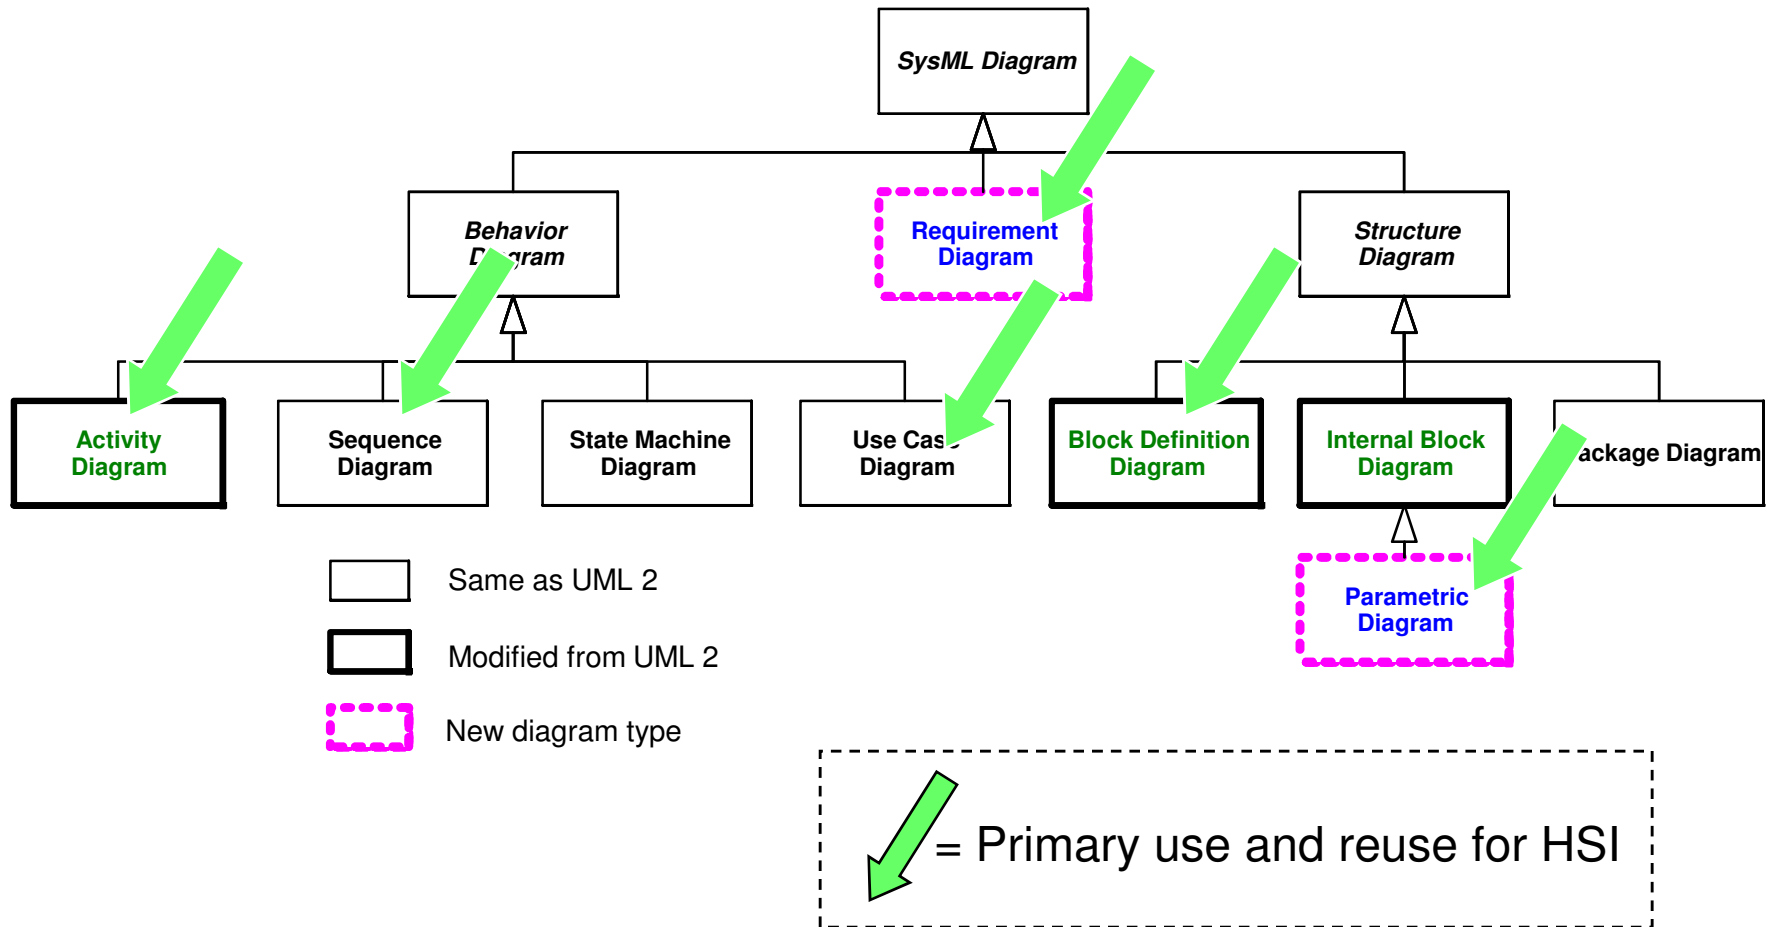 SysML Diagram
Behavior
Diagram
Requirement
Diagram
Structure
Diagram
Activity
Diagram
Sequence
Diagram
State Machine
Diagram
Use Case
Diagram
Block Definition
Diagram
Internal Block
Diagram
Package Diagram
Parametric
Diagram
Same as UML 2
Modified from UML 2
New diagram type
= Primary use and reuse for HSI